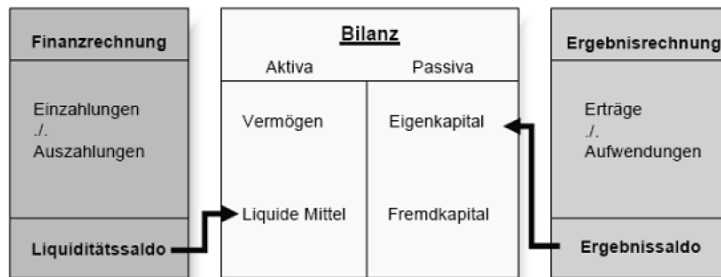 Finanzrechnung
Einzahlungen
./.
Auszahlungen
Liquiditätssaldo
Bilanz
Aktiva Passiva
Vermögen Eigenkapital
Liquide Mittel Fremdkapital
Ergebnisrechnung
Erträge
./.
Aufwendungen
Ergebnissaldo